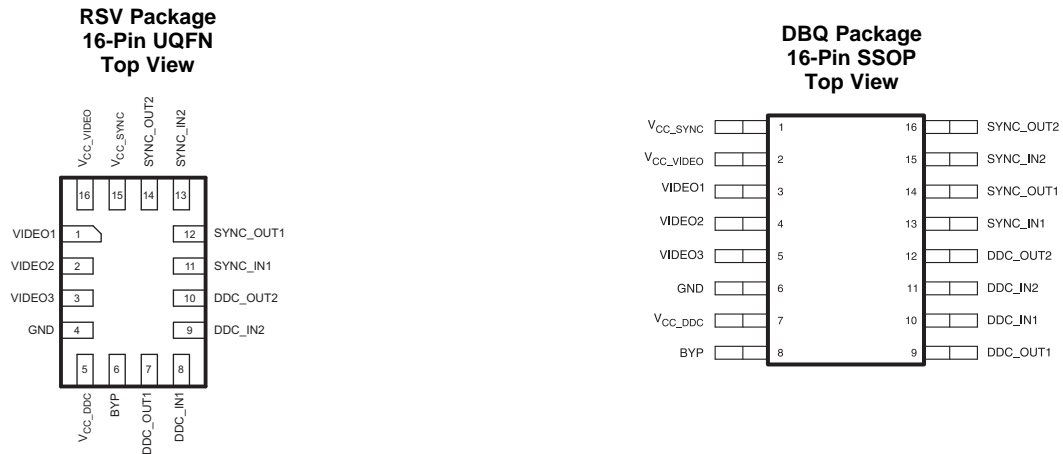 RSV Package
16-Pin UQFN
Top View
VCC_VIDEO
VCC_SYNC
SYNC_OUT2
SYNC_IN2
16 15 14 13
VIDEO1 1 12 SYNC_OUT1
VIDEO2 2 11 SYNC_IN1
VIDEO3 3 10 DDC_OUT2
GND 4 9 DDC_IN2
5 6 7 8
VCC_DDC
BYP
DDC_OUT1
DDC_IN1
DBQ Package
16-Pin SSOP
Top View
VCC_SYNC 1 16 SYNC_OUT2
VCC_VIDEO 2 15 SYNC_IN2
VIDEO1 3 14 SYNC_OUT1
VIDEO2 4 13 SYNC_IN1
VIDEO3 5 12 DDC_OUT2
GND 6 11 DDC_IN2
VCC_DDC 7 10 DDC_IN1
BYP 8 9 DDC_OUT1